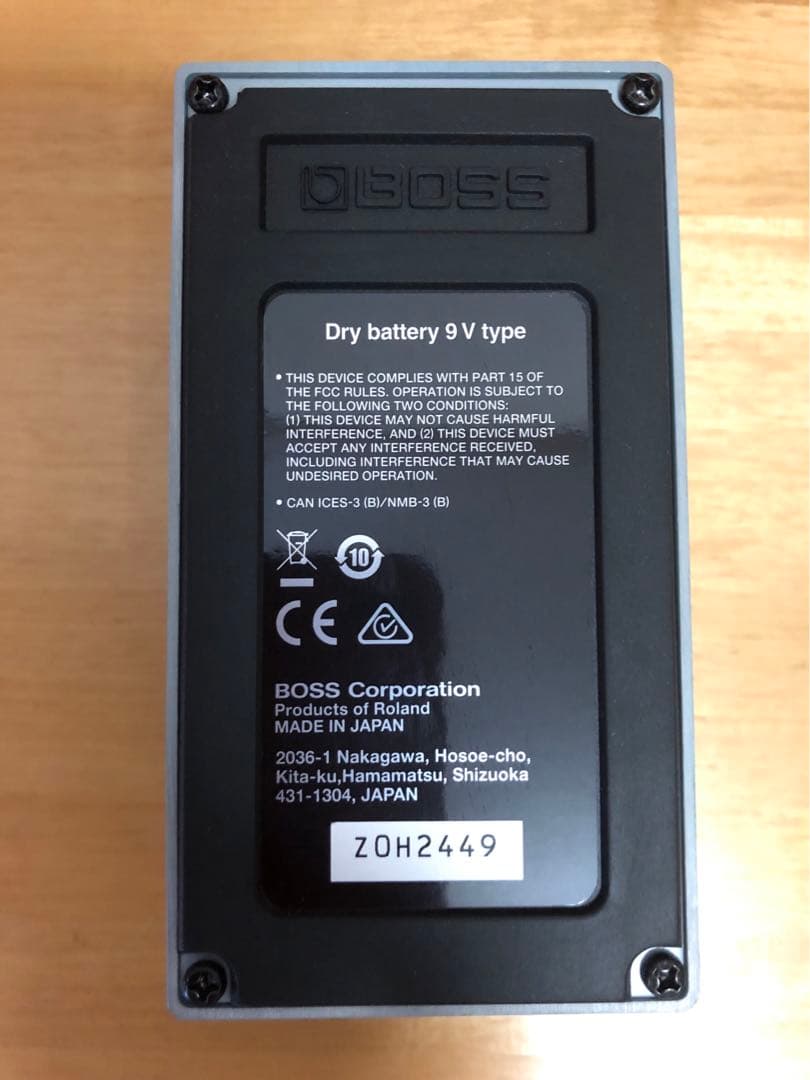 BOSS
Dry battery 9 V type
• THIS DEVICE COMPLIES WITH PART 15 OF
THE FCC RULES. OPERATION IS SUBJECT TO
THE FOLLOWING TWO CONDITIONS:
(1) THIS DEVICE MAY NOT CAUSE HARMFUL
INTERFERENCE, AND (2) THIS DEVICE MUST
ACCEPT ANY INTERFERENCE RECEIVED,
INCLUDING INTERFERENCE THAT MAY CAUSE
UNDESIRED OPERATION.
• CAN ICES-3 (B)/NMB-3 (B)
10
CE
BOSS Corporation
Products of Roland
MADE IN JAPAN
2036-1 Nakagawa, Hosoe-cho,
Kita-ku,Hamamatsu, Shizuoka
431-1304, JAPAN
Z0H2449